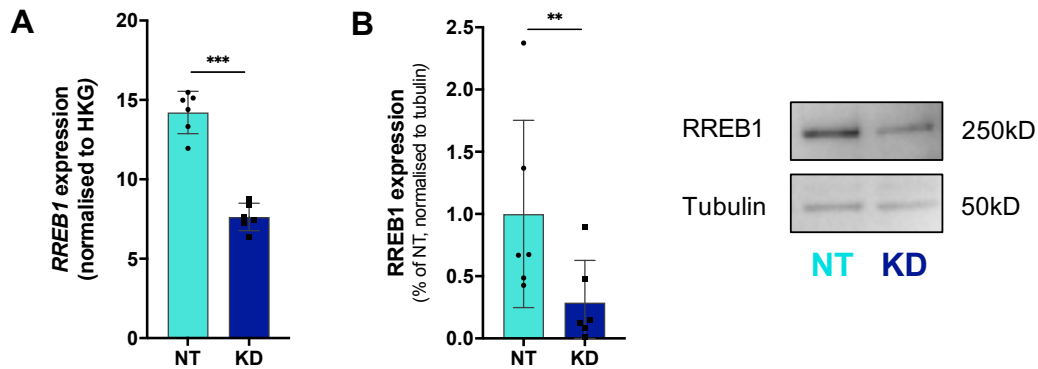 A
RREB1 expression
(normalised to HKG)
20
15
10
5
0
***
NT
KD
B
RREB1 expression
(% of NT, normalised to tubulin)
2.5
2.0
1.5
1.0
0.5
0.0
**
NT
KD
RREB1
250kD
Tubulin
50kD
NT KD